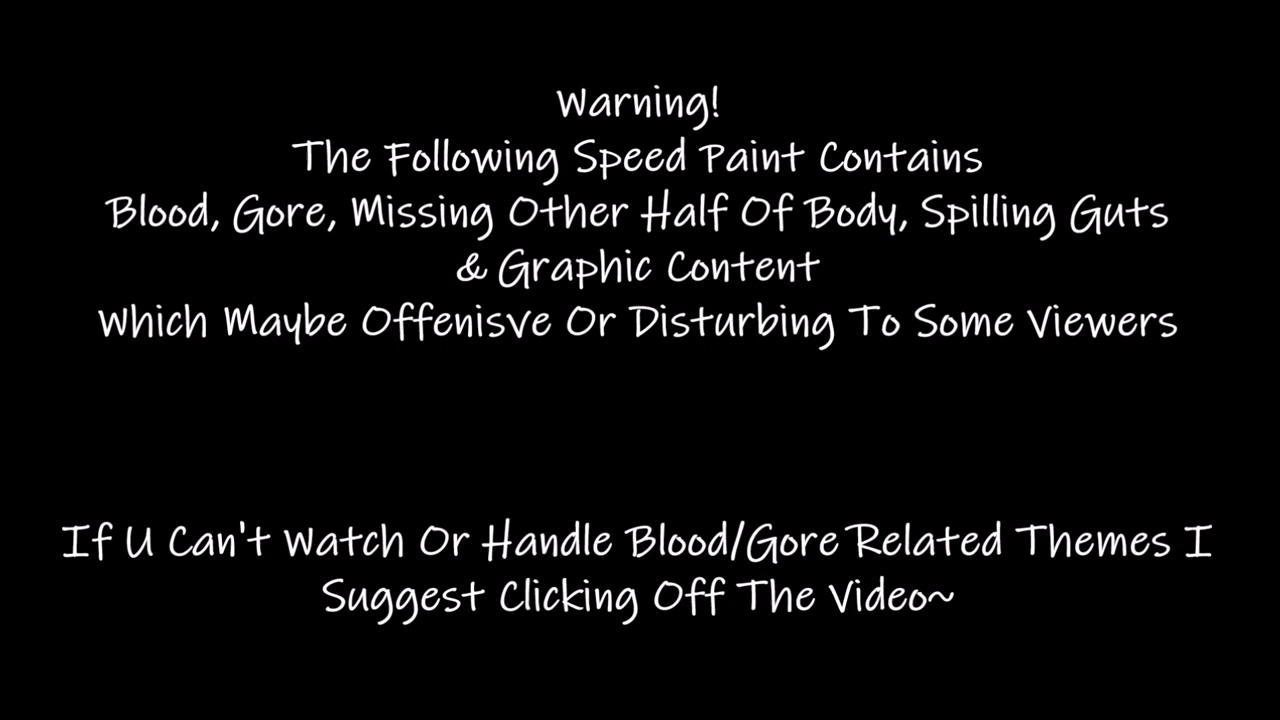 Warning!
The Following Speed Paint Contains
Blood, Gore, Missing Other Half Of Body, Spilling Guts
& Graphic Content
Which Maybe Offenisve Or Disturbing To Some Viewers
If U Can't Watch Or Handle Blood/Gore Related Themes I
Suggest Clicking Off The Video~